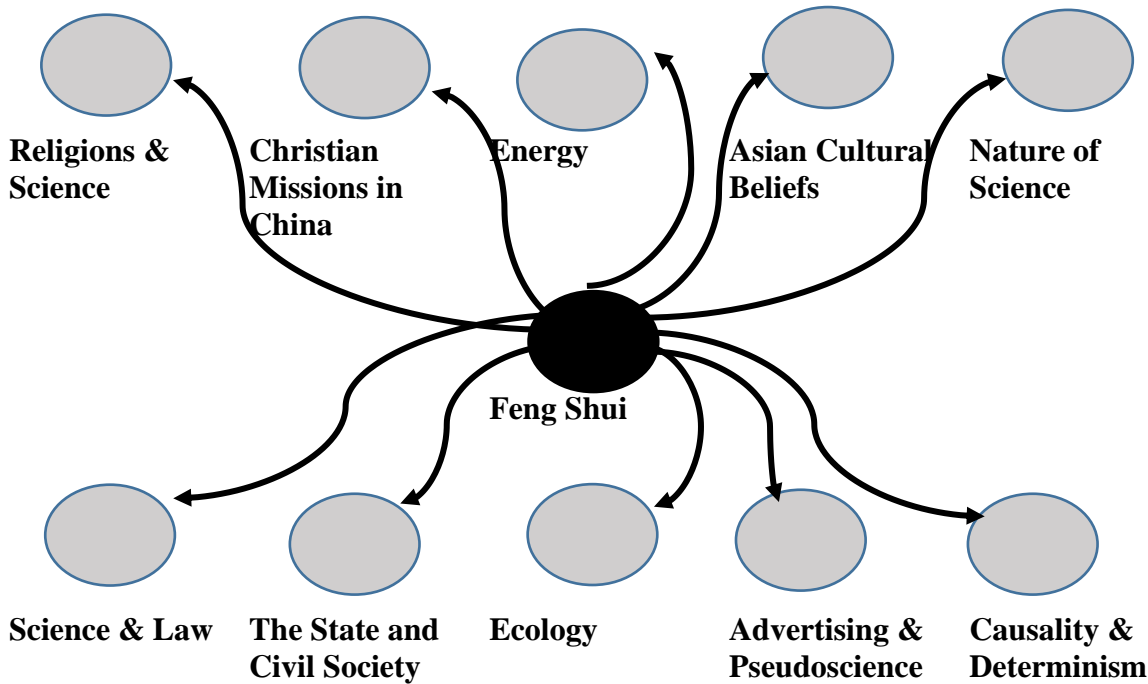 Religions &
Science
Christian
Missions in
China
Energy
Asian Cultural
Beliefs
Nature of
Science
Feng Shui
Science & Law
The State and
Civil Society
Ecology
Advertising &
Pseudoscience
Causality &
Determinism